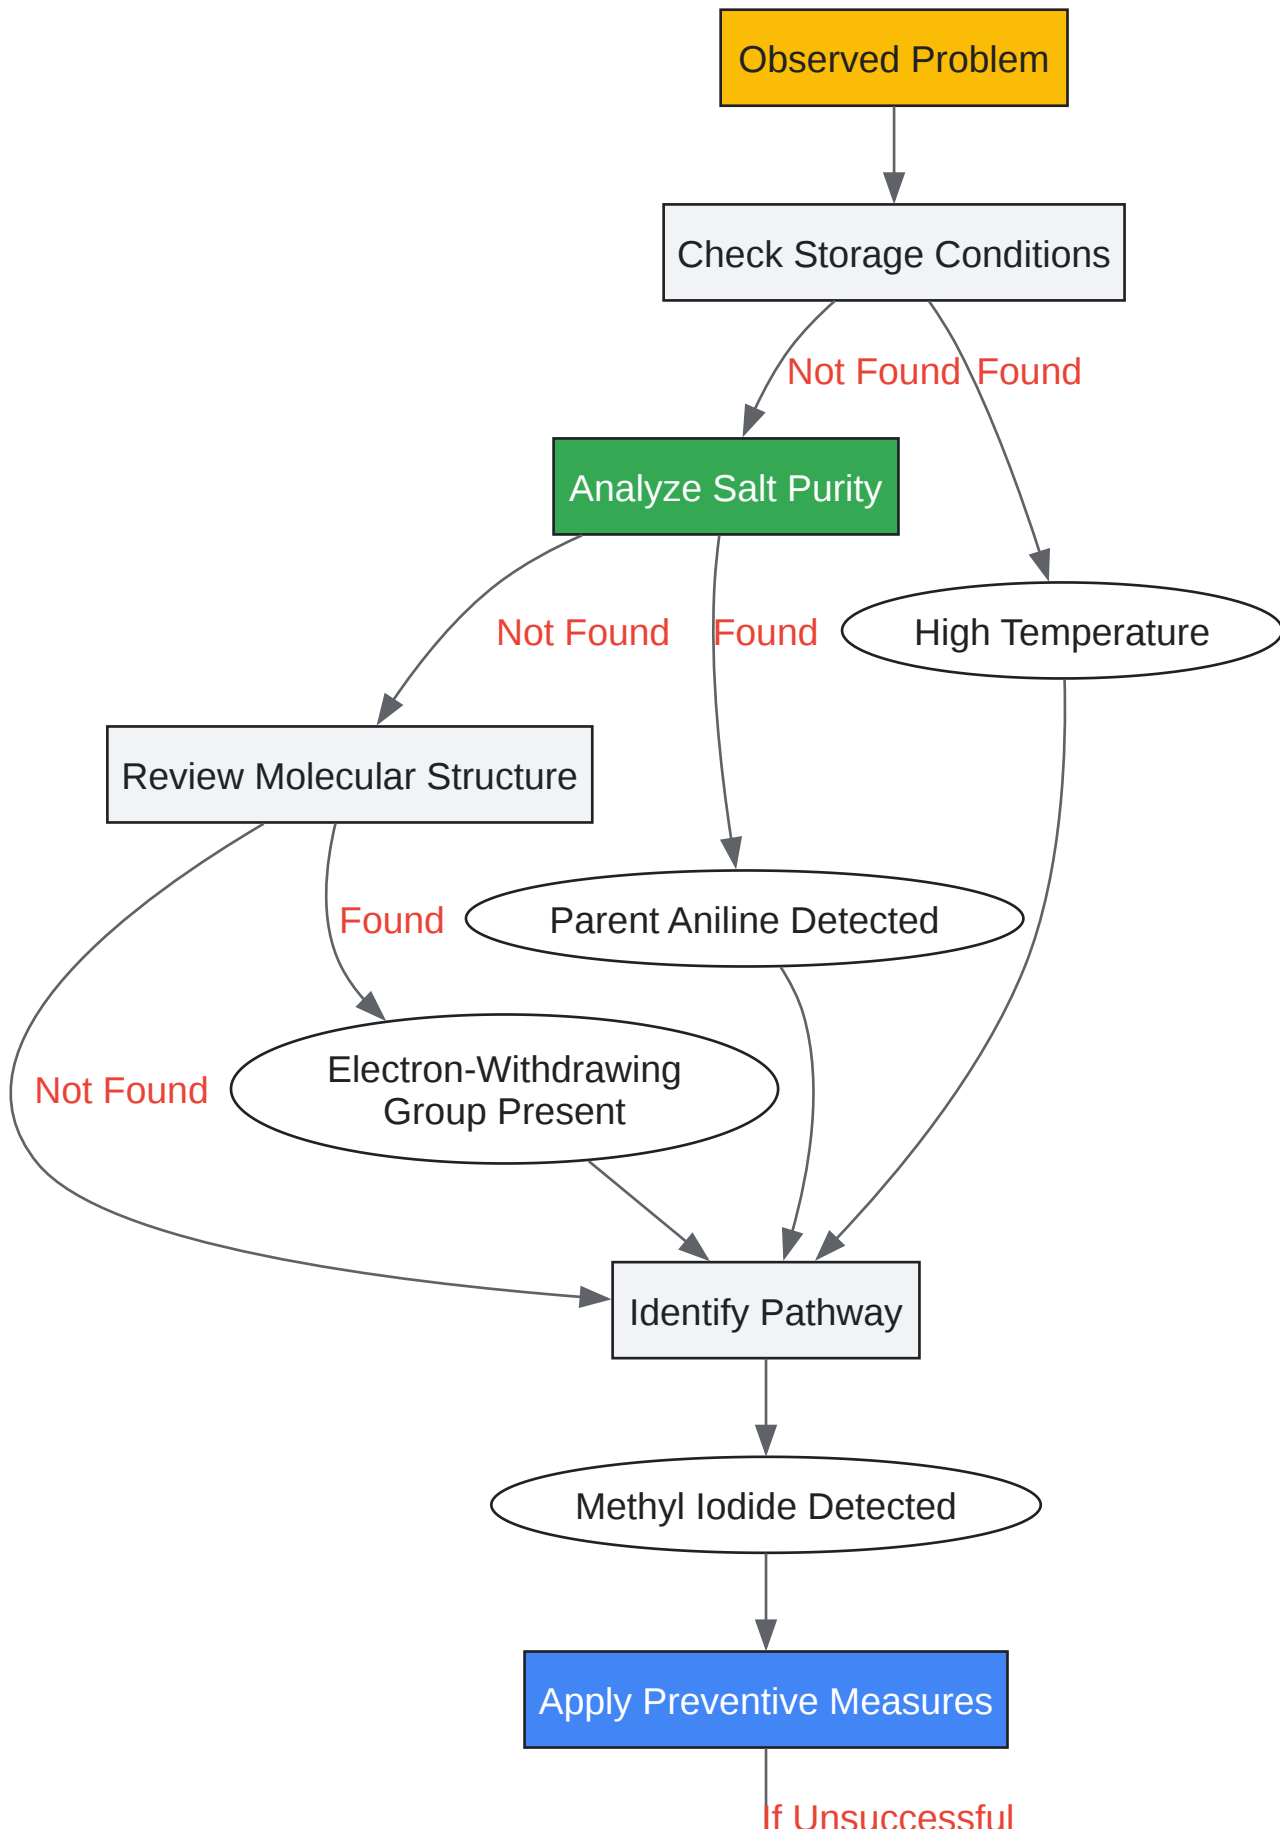 Observed Problem
Check Storage Conditions
Not Found
Found
Analyze Salt Purity
Not Found
Found
High Temperature
Review Molecular Structure
Found
Parent Aniline Detected
Not Found
Electron-Withdrawing
Group Present
Identify Pathway
Methyl Iodide Detected
Apply Preventive Measures
If Unsuccessful